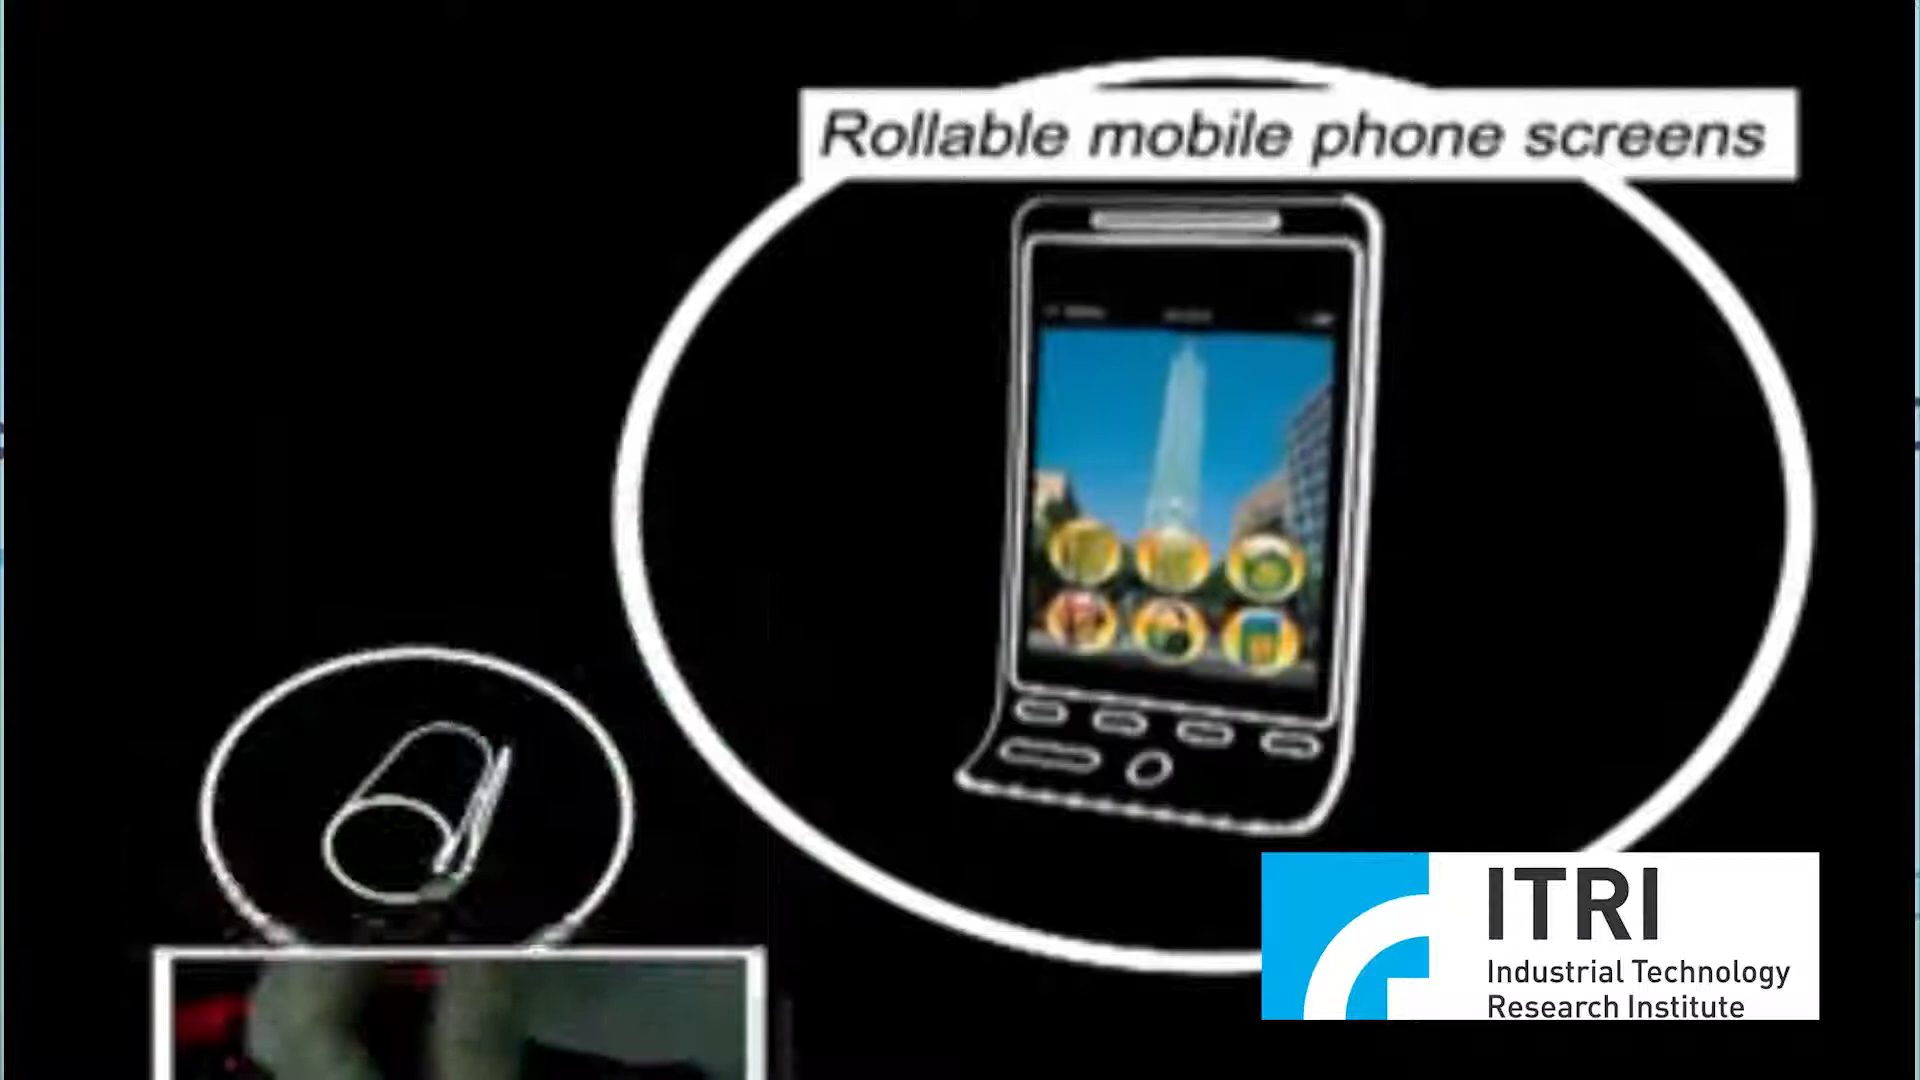 Rollable mobile phone screens
ITRI
Industrial Technology
Research Institute